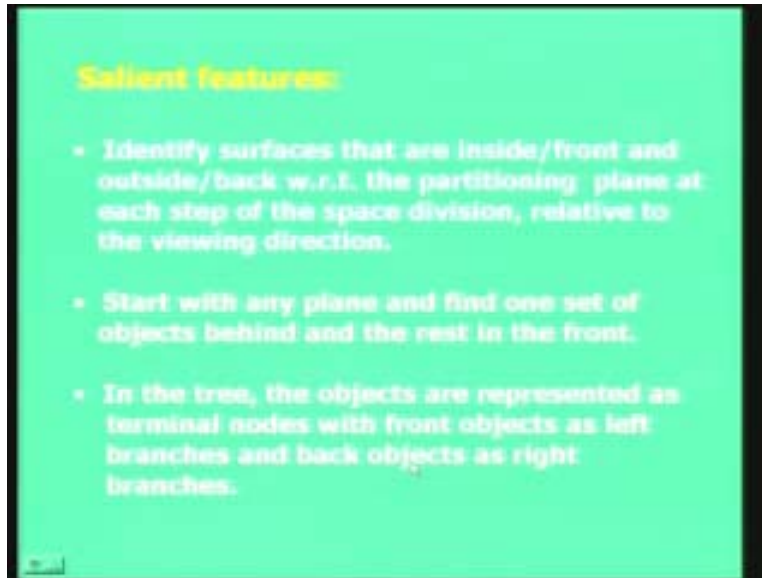 Salient features:
• Identify surfaces that are inside/front and
outside/back w.r.t. the partitioning plane at
each step of the space division, relative to
the viewing direction.
• Start with any plane and find one set of
objects behind and the rest in the front.
• In the tree, the objects are represented as
terminal nodes with front objects as left
branches and back objects as right
branches.